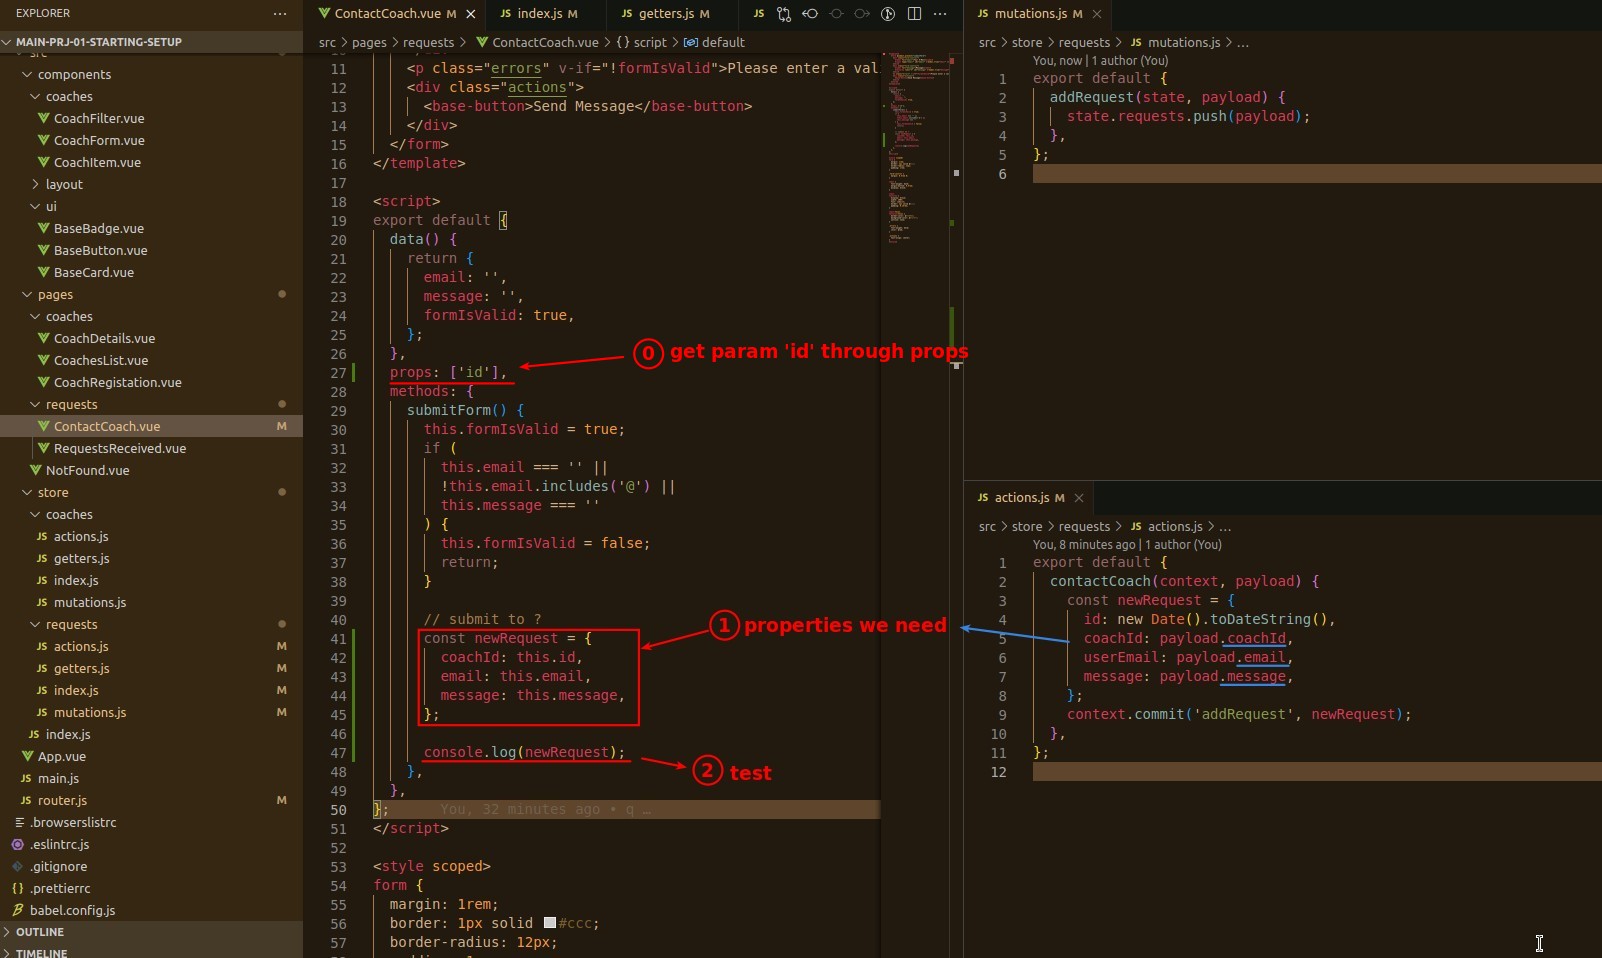 EXPLORER
MAIN-PRJ-01-STARTING-SETUP
src
components
coaches
CoachFilter.vue
CoachForm.vue
CoachItem.vue
layout
ui
BaseBadge.vue
BaseButton.vue
BaseCard.vue
pages
coaches
CoachDetails.vue
CoachesList.vue
CoachRegistation.vue
requests
ContactCoach.vue M
RequestsReceived.vue
NotFound.vue
store
coaches
JS actions.js
JS getters.js
JS index.js
JS mutations.js
requests
JS actions.js M
JS getters.js M
JS index.js M
JS mutations.js M
JS index.js
App.vue
JS main.js
JS router.js M
.browserslistrc
.eslintrc.js
.gitignore
{ } .prettierrc
babel.config.js
OUTLINE
TIMELINE
ContactCoach.vue M
JS index.js M
JS getters.js M
JS
src > pages > requests > ContactCoach.vue > {} script > default
11 <p class="errors" v-if="!formIsValid">Please enter a val
12 <div class="actions">
13 <base-button>Send Message</base-button>
14 </div>
15 </form>
16 </template>
17
18 <script>
19 export default {
20 data() {
21 return {
22 email: '',
23 message: '',
24 formIsValid: true,
25 };
26 },
27 props: ['id'],
28 methods: {
29 submitForm() {
30 this.formIsValid = true;
31 if (
32 this.email === '' ||
33 !this.email.includes('@') ||
34 this.message === ''
35 ) {
36 this.formIsValid = false;
37 return;
38 }
39
40 // submit to ?
41 const newRequest = {
42 coachId: this.id,
43 email: this.email,
44 message: this.message,
45 };
46
47 console.log(newRequest);
48 },
49 },
50 }; You, 32 minutes ago • q …
51 </script>
52
53 <style scoped>
54 form {
55 margin: 1rem;
56 border: 1px solid #ccc;
57 border-radius: 12px;
0 get param 'id' through props
1 properties we need
2 test
JS mutations.js M
src > store > requests > JS mutations.js > ...
You, now | 1 author (You)
1 export default {
2 addRequest(state, payload) {
3 state.requests.push(payload);
4 },
5 };
6
JS actions.js M
src > store > requests > JS actions.js > ...
You, 8 minutes ago | 1 author (You)
1 export default {
2 contactCoach(context, payload) {
3 const newRequest = {
4 id: new Date().toDateString(),
5 coachId: payload.coachId,
6 userEmail: payload.email,
7 message: payload.message,
8 };
9 context.commit('addRequest', newRequest);
10 },
11 };
12